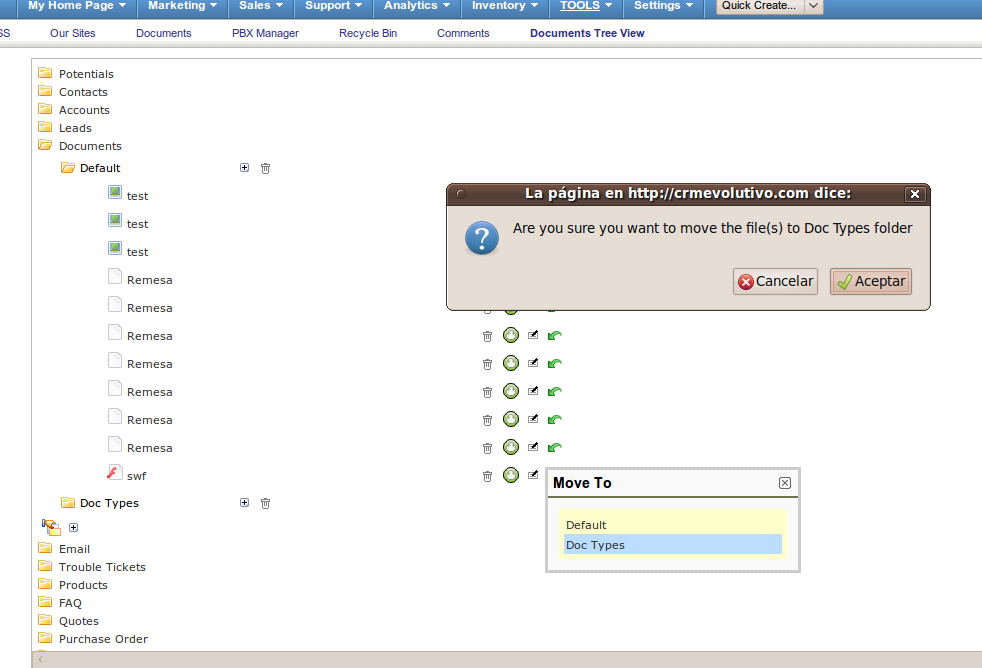 My Home Page Marketing Sales Support Analytics Inventory TOOLS Settings Quick Create...
SS Our Sites Documents PBX Manager Recycle Bin Comments Documents Tree View
Potentials
Contacts
Accounts
Leads
Documents
Default
test
test
test
Remesa
Remesa
Remesa
Remesa
Remesa
Remesa
Remesa
swf
Doc Types
Email
Trouble Tickets
Products
FAQ
Quotes
Purchase Order
La página en http://crmevolutivo.com dice:
Are you sure you want to move the file(s) to Doc Types folder
Cancelar Aceptar
Move To
Default
Doc Types